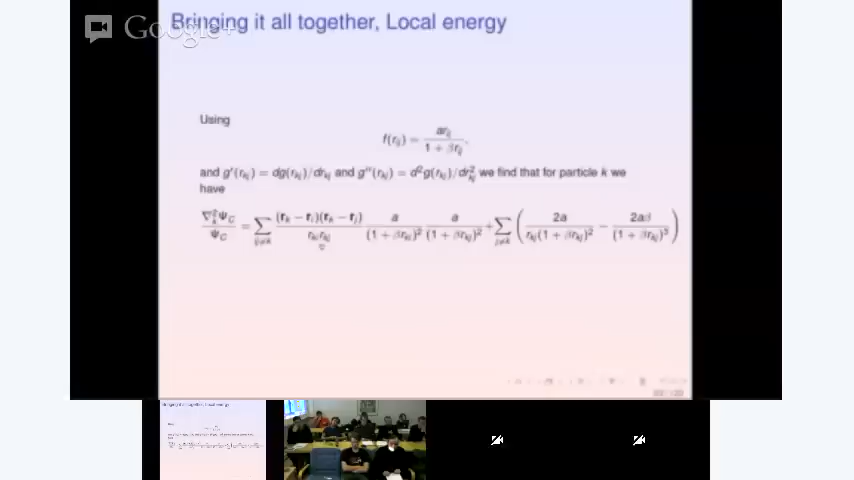 Bringing it all together, Local energy
Google+
Using
f(r_ij) = ar_ij / (1 + βr_ij),
and g'(r_kj) = dg(r_kj)/dr_kj and g''(r_kj) = d²g(r_kj)/dr²_kj we find that for particle k we
have
∇²_k Ψ_C / Ψ_C = ∑_{ij≠k} (r_k − r_i)(r_k − r_j) / (r_ki r_kj) a / (1 + βr_ki)² a / (1 + βr_kj)² + ∑_{j≠k} ( 2a / (r_kj(1 + βr_kj)²) − 2aβ / (1 + βr_kj)³ )